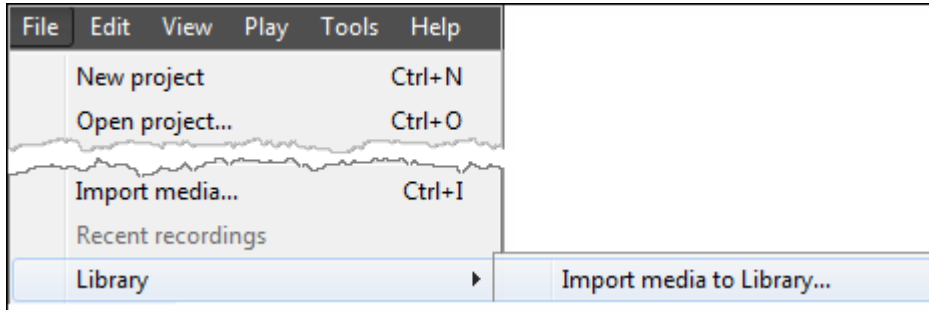 File Edit View Play Tools Help
New project Ctrl+N
Open project... Ctrl+O
Import media... Ctrl+I
Recent recordings
Library Import media to Library...